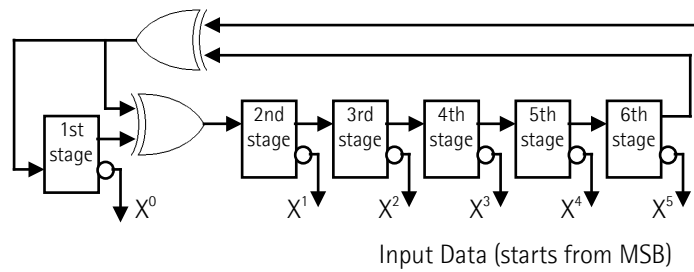 1st
stage
2nd
stage
3rd
stage
4th
stage
5th
stage
6th
stage
X⁰
X¹
X²
X³
X⁴
X⁵
Input Data (starts from MSB)